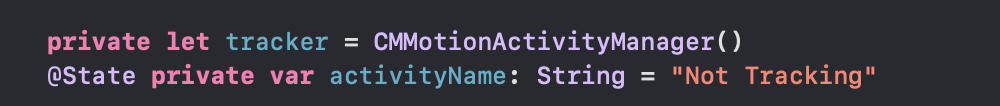 private let tracker = CMMotionActivityManager()
@State private var activityName: String = "Not Tracking"